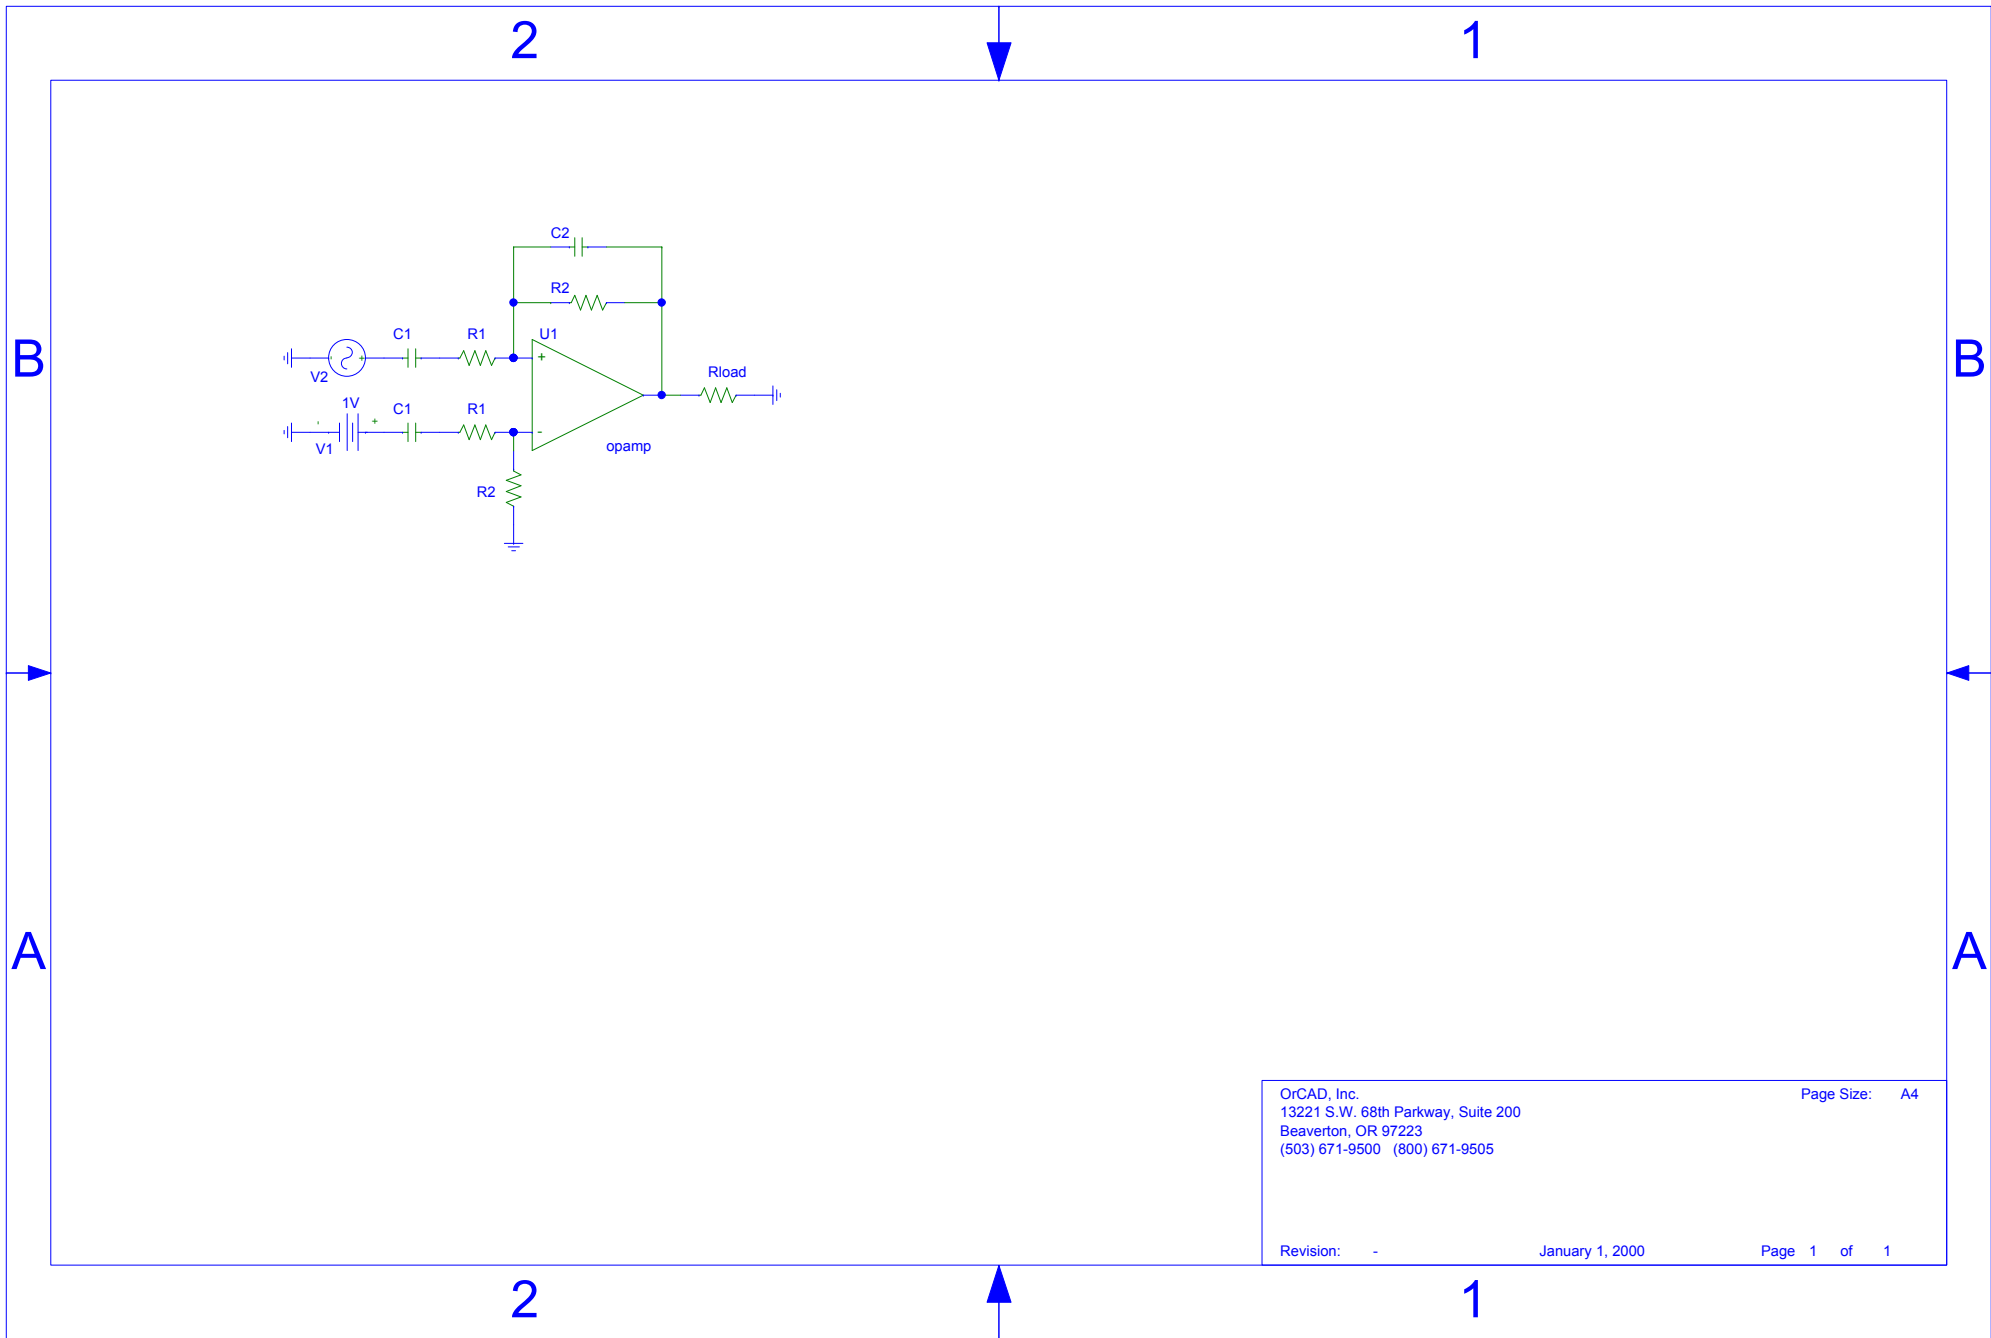 2 1
C2
R2
C1 R1 U1
+
B B
V2 +
Rload
1V C1 R1
- +
V1 -
opamp
R2
A A
OrCAD, Inc. Page Size: A4
13221 S.W. 68th Parkway, Suite 200
Beaverton, OR 97223
(503) 671-9500 (800) 671-9505
Revision: - January 1, 2000 Page 1 of 1
2 1